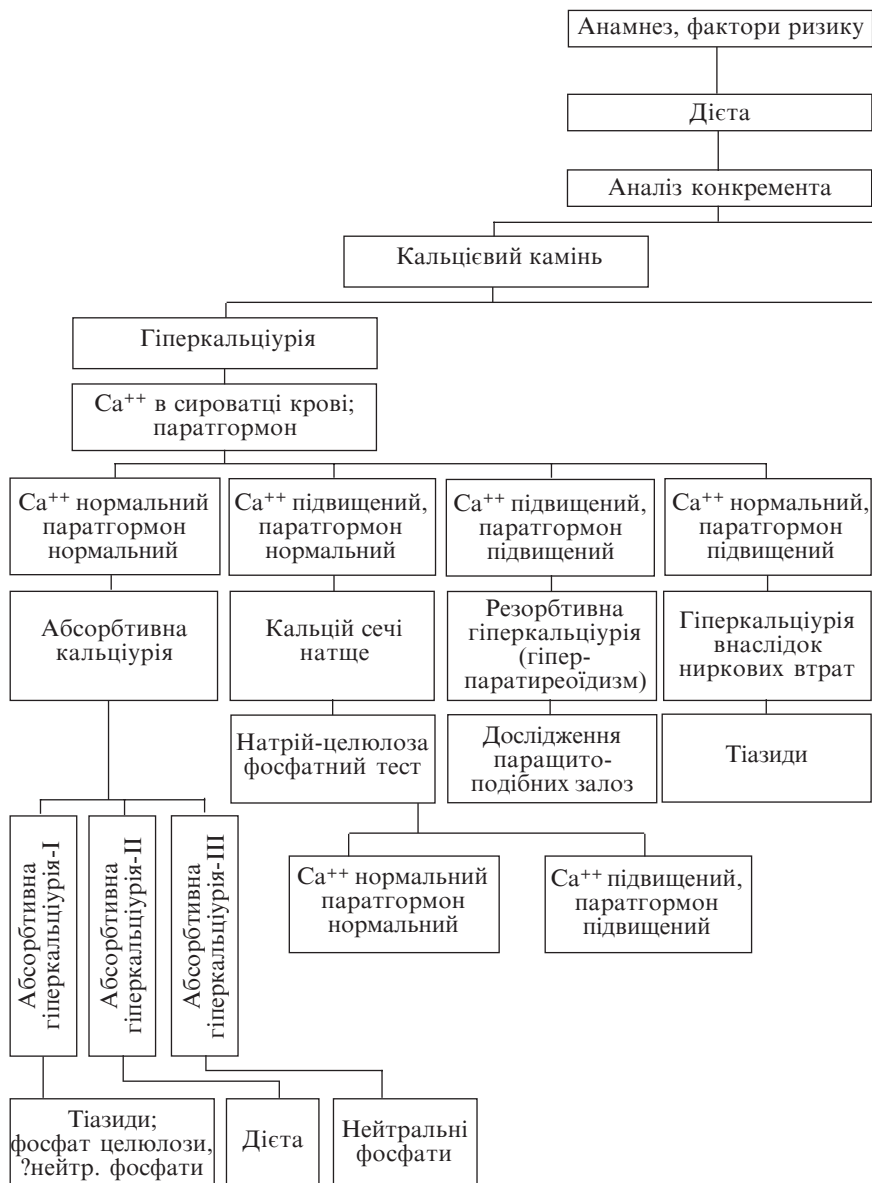 Анамнез, фактори ризику
Дієта
Аналіз конкремента
Кальцієвий камінь
Гіперкальціурія
Ca⁺⁺ в сироватці крові;
паратгормон
Ca⁺⁺ нормальний
паратгормон
нормальний
Ca⁺⁺ підвищений,
паратгормон
нормальний
Ca⁺⁺ підвищений,
паратгормон
підвищений
Ca⁺⁺ нормальний,
паратгормон
підвищений
Абсорбтивна
кальціурія
Кальцій сечі
натще
Резорбтивна
гіперкальціурія
(гіпер-
паратиреоїдизм)
Гіперкальціурія
внаслідок
ниркових втрат
Натрій-целюлоза
фосфатний тест
Дослідження
паращито-
подібних залоз
Тіазиди
Абсорбтивна
гіперкальціурія-I
Абсорбтивна
гіперкальціурія-II
Абсорбтивна
гіперкальціурія-III
Ca⁺⁺ нормальний
паратгормон
нормальний
Ca⁺⁺ підвищений,
паратгормон
підвищений
Тіазиди;
фосфат целюлози,
?нейтр. фосфати
Дієта
Нейтральні
фосфати